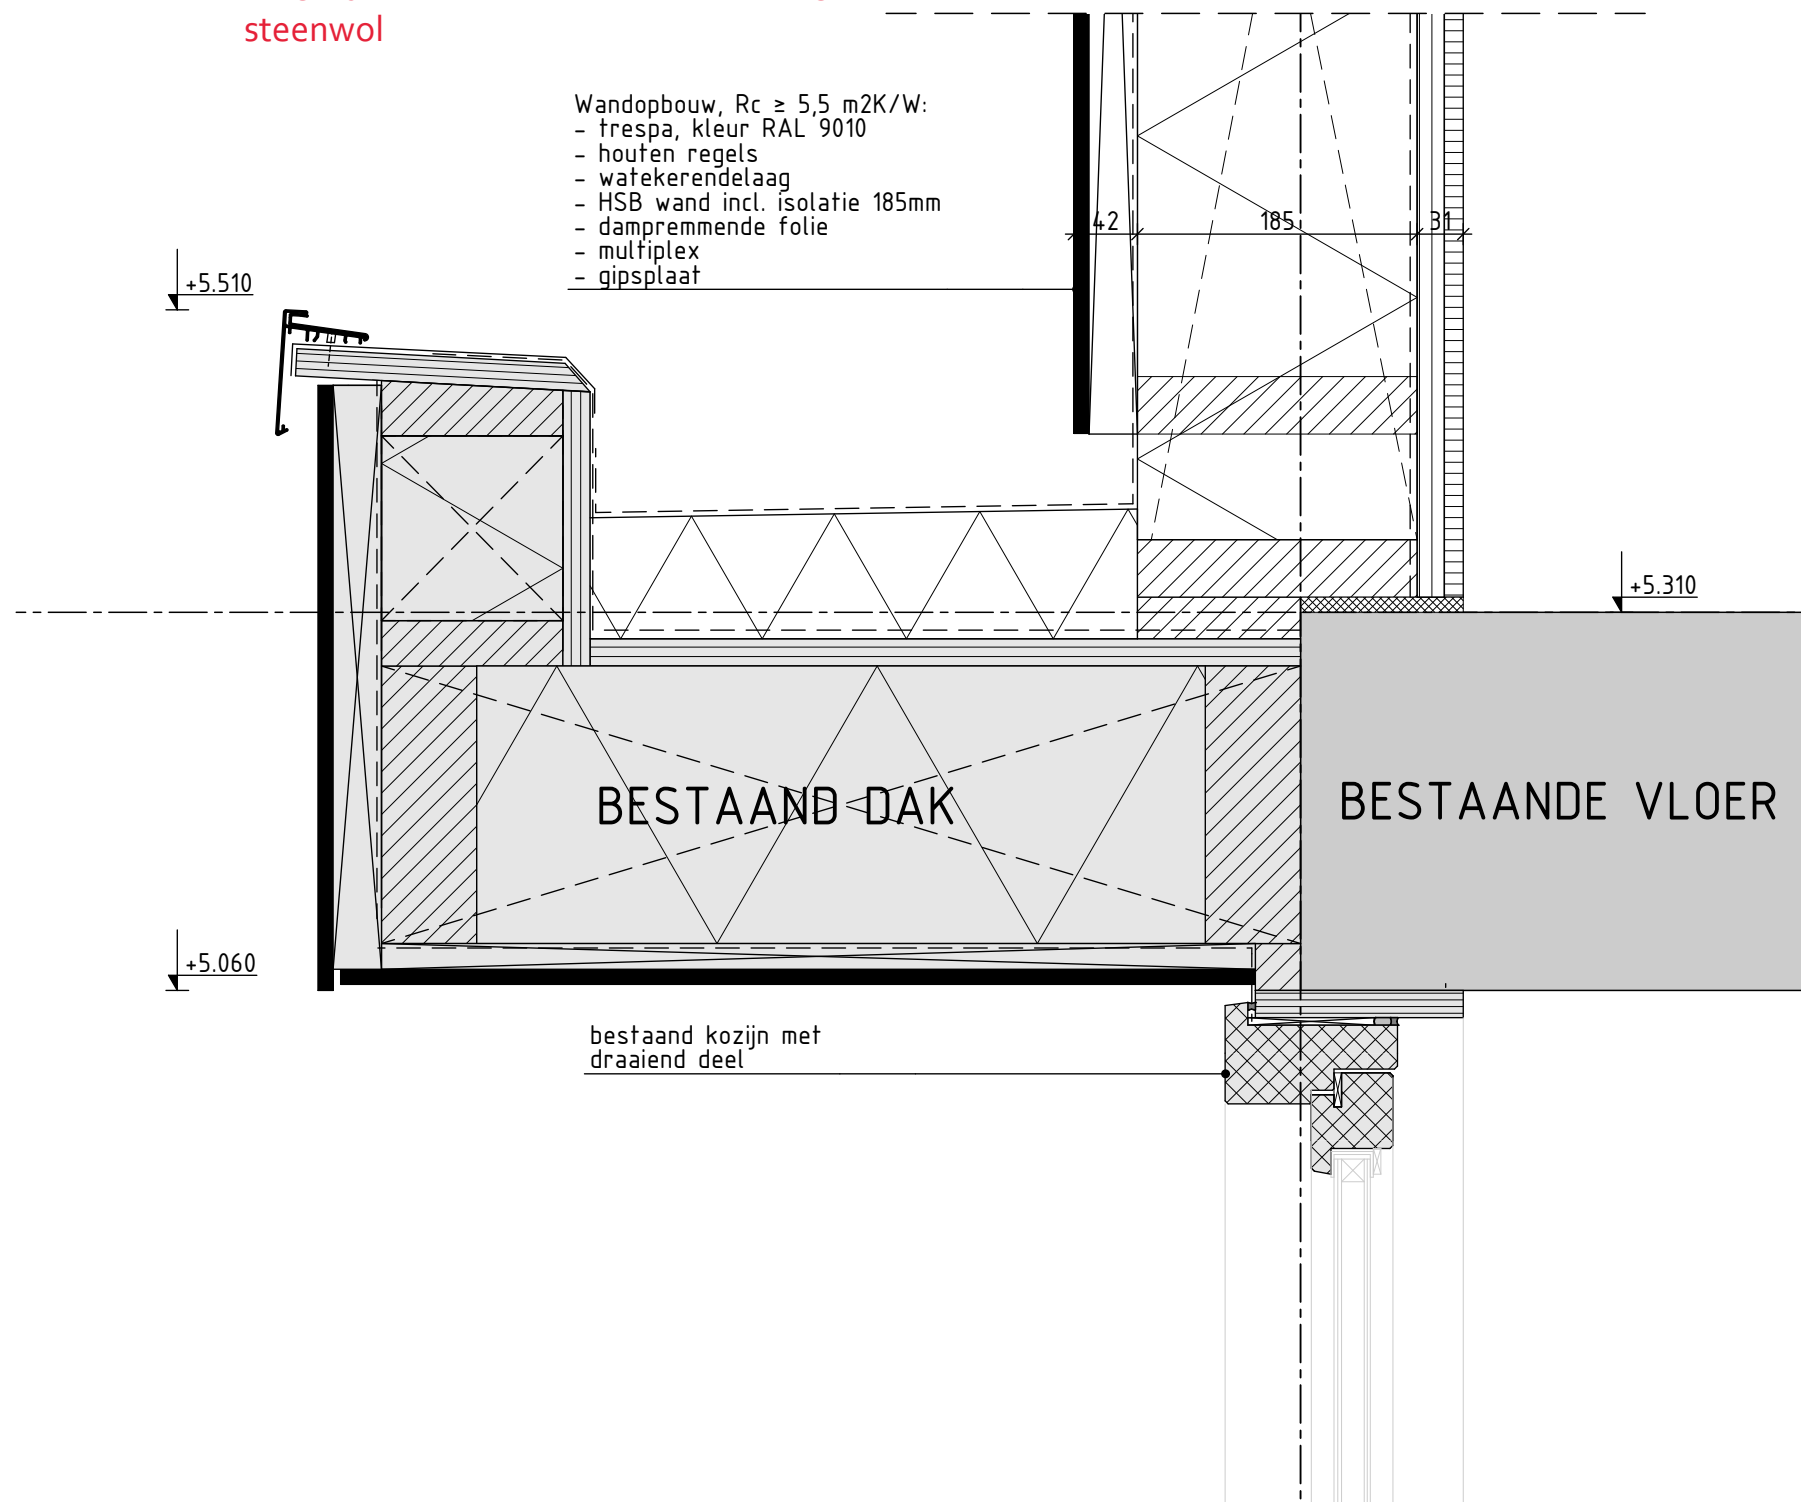 steenwol
Wandopbouw, Rc ≥ 5,5 m2K/W:
- trespa, kleur RAL 9010
- houten regels
- watekerendelaag
- HSB wand incl. isolatie 185mm
- dampremmende folie
- multiplex
- gipsplaat
42 185 31
+5.510
+5.310
BESTAAND DAK
BESTAANDE VLOER
+5.060
bestaand kozijn met
draaiend deel